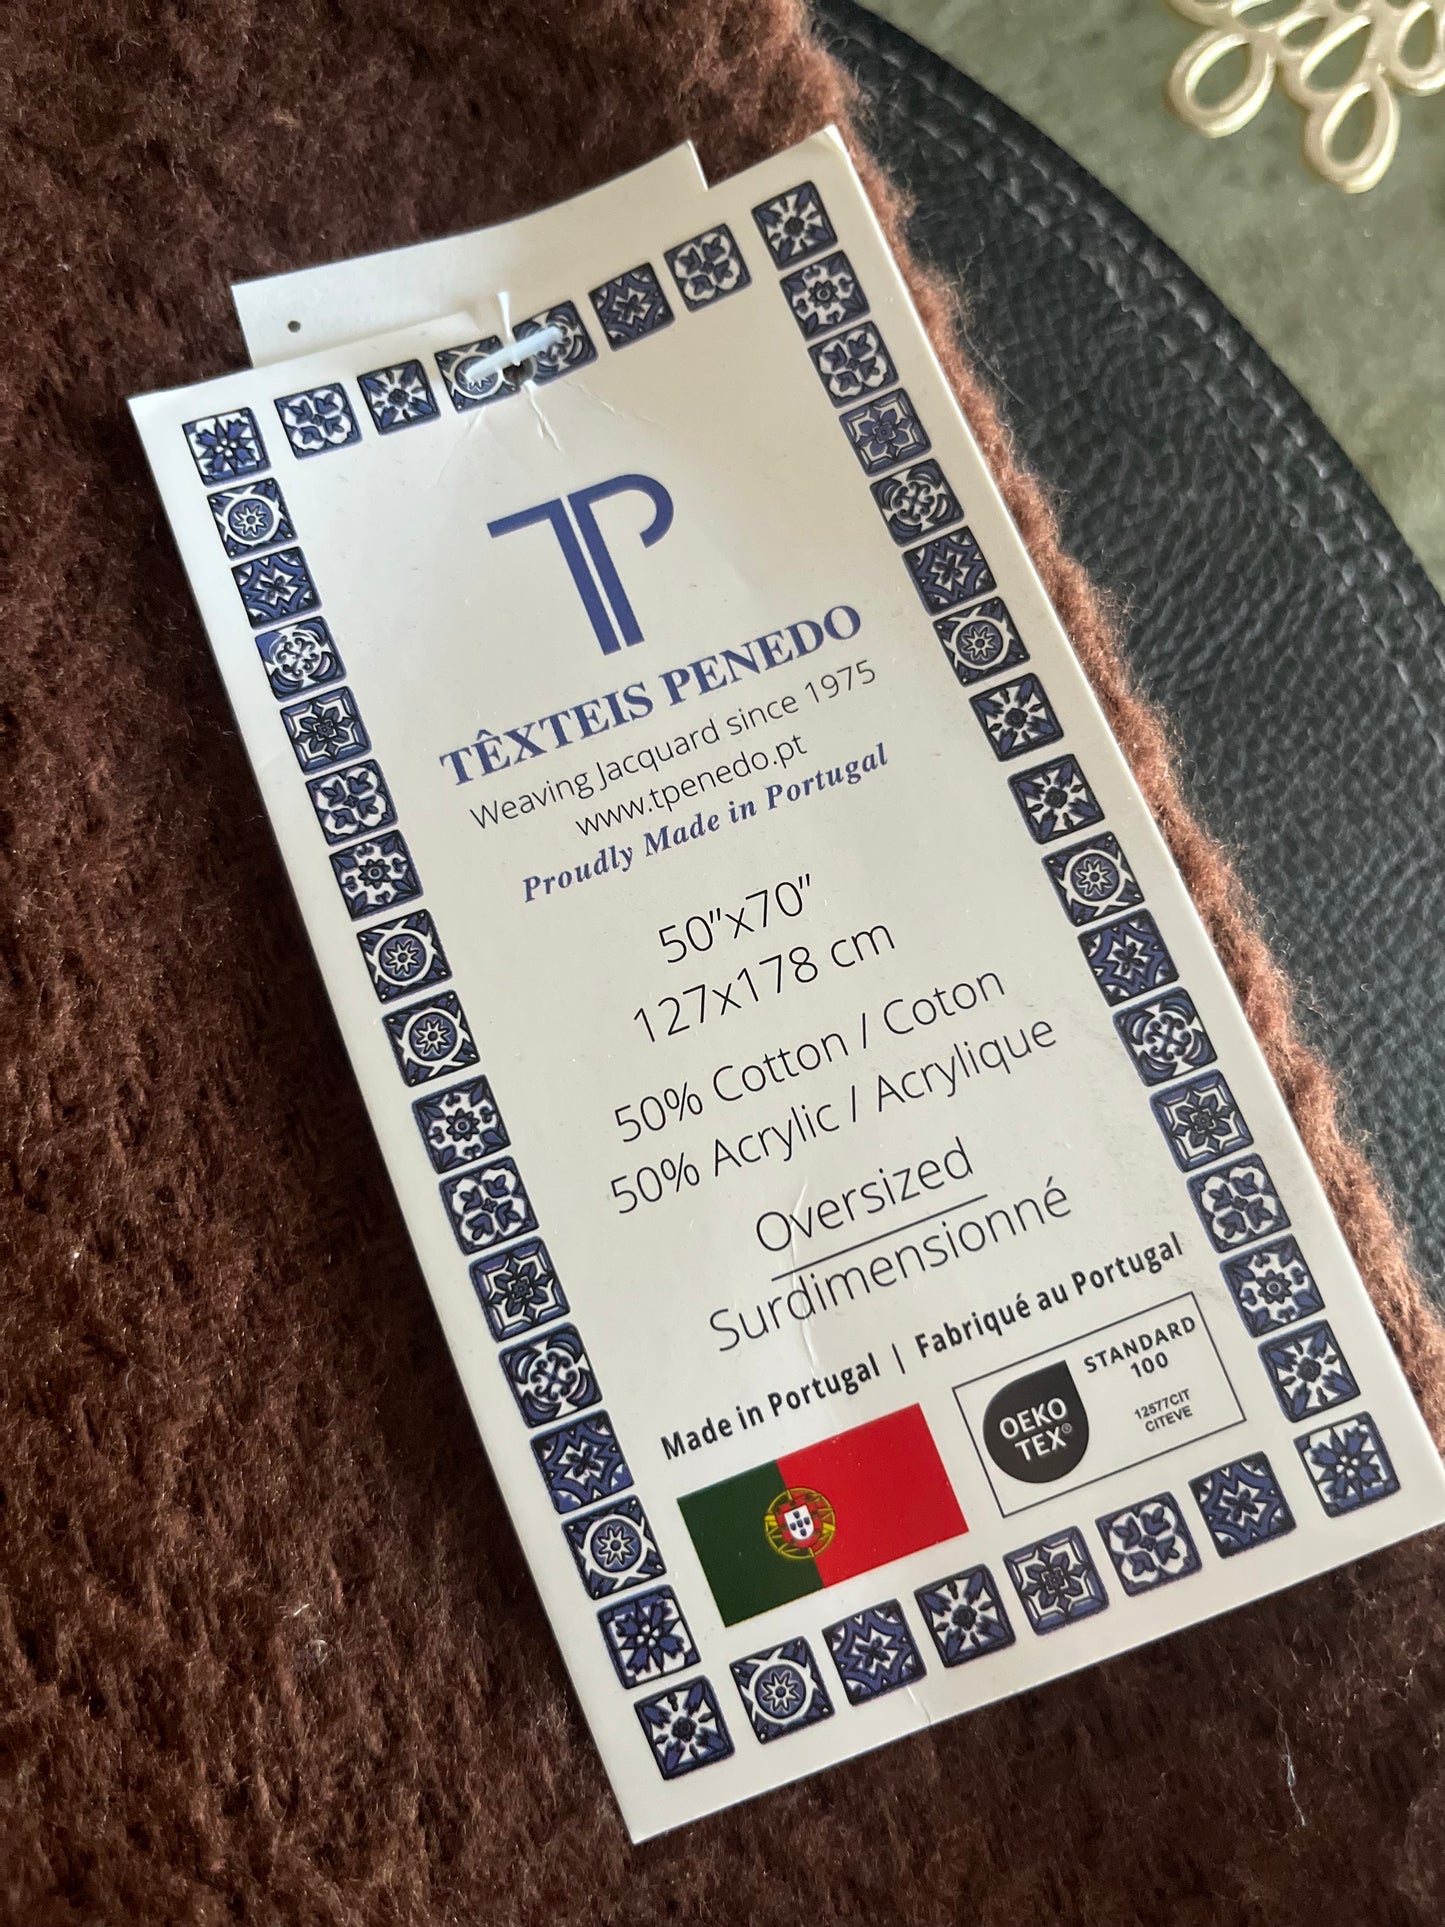 TP
TÊXTEIS PENEDO
Weaving Jacquard since 1975
www.tpenedo.pt
Proudly Made in Portugal
50"x70"
127x178 cm
50% Cotton / Coton
50% Acrylic / Acrylique
Oversized
Surdimensionné
Made in Portugal | Fabriqué au Portugal
OEKO
TEX®
STANDARD
100
12577CIT
CITEVE